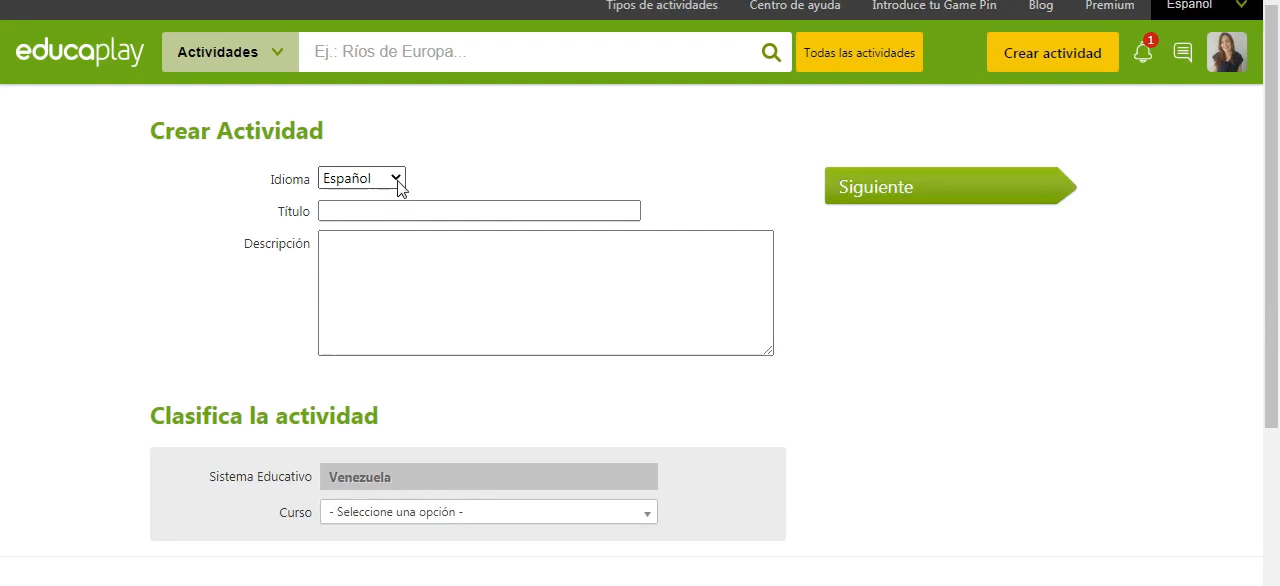 Tipos de actividades Centro de ayuda Introduce tu Game Pin Blog Premium Español
educaplay Actividades Ej.: Ríos de Europa... Todas las actividades Crear actividad 1
Crear Actividad
Idioma Español
Siguiente
Título
Descripción
Clasifica la actividad
Sistema Educativo Venezuela
Curso - Seleccione una opción -